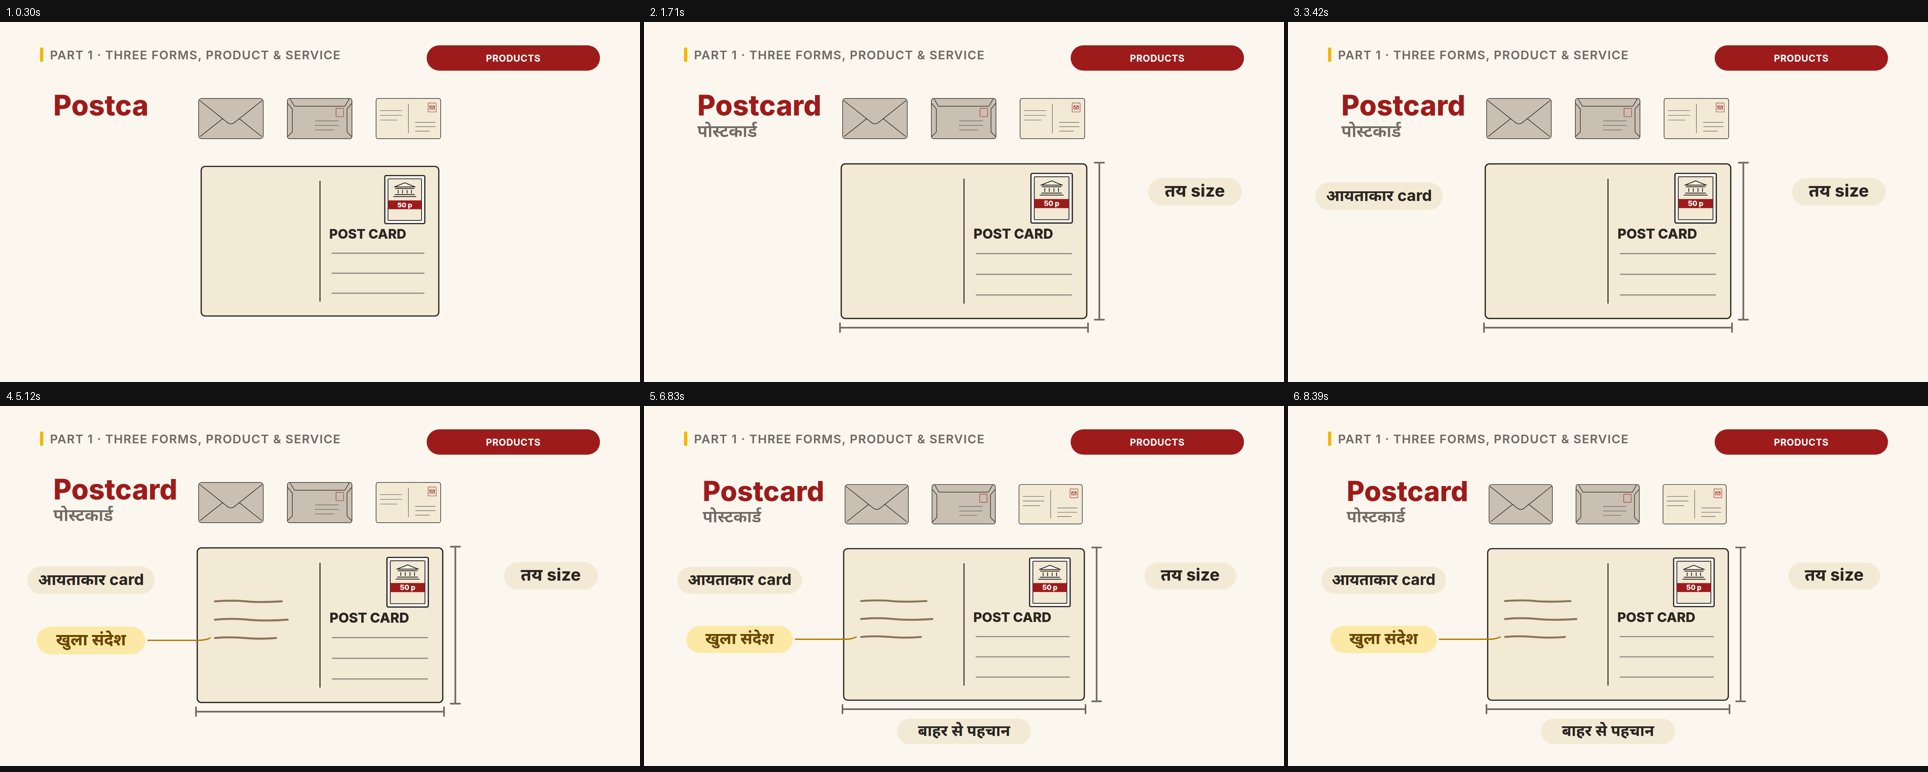 1. 0.30s
PART 1 · THREE FORMS, PRODUCT & SERVICE
PRODUCTS
Postca
50 p
POST CARD
2. 1.71s
PART 1 · THREE FORMS, PRODUCT & SERVICE
PRODUCTS
Postcard
पोस्टकार्ड
तय size
50 p
POST CARD
3. 3.42s
PART 1 · THREE FORMS, PRODUCT & SERVICE
PRODUCTS
Postcard
पोस्टकार्ड
आयताकार card
तय size
50 p
POST CARD
4. 5.12s
PART 1 · THREE FORMS, PRODUCT & SERVICE
PRODUCTS
Postcard
पोस्टकार्ड
आयताकार card
तय size
50 p
POST CARD
खुला संदेश
5. 6.83s
PART 1 · THREE FORMS, PRODUCT & SERVICE
PRODUCTS
Postcard
पोस्टकार्ड
आयताकार card
तय size
50 p
POST CARD
खुला संदेश
बाहर से पहचान
6. 8.39s
PART 1 · THREE FORMS, PRODUCT & SERVICE
PRODUCTS
Postcard
पोस्टकार्ड
आयताकार card
तय size
50 p
POST CARD
खुला संदेश
बाहर से पहचान